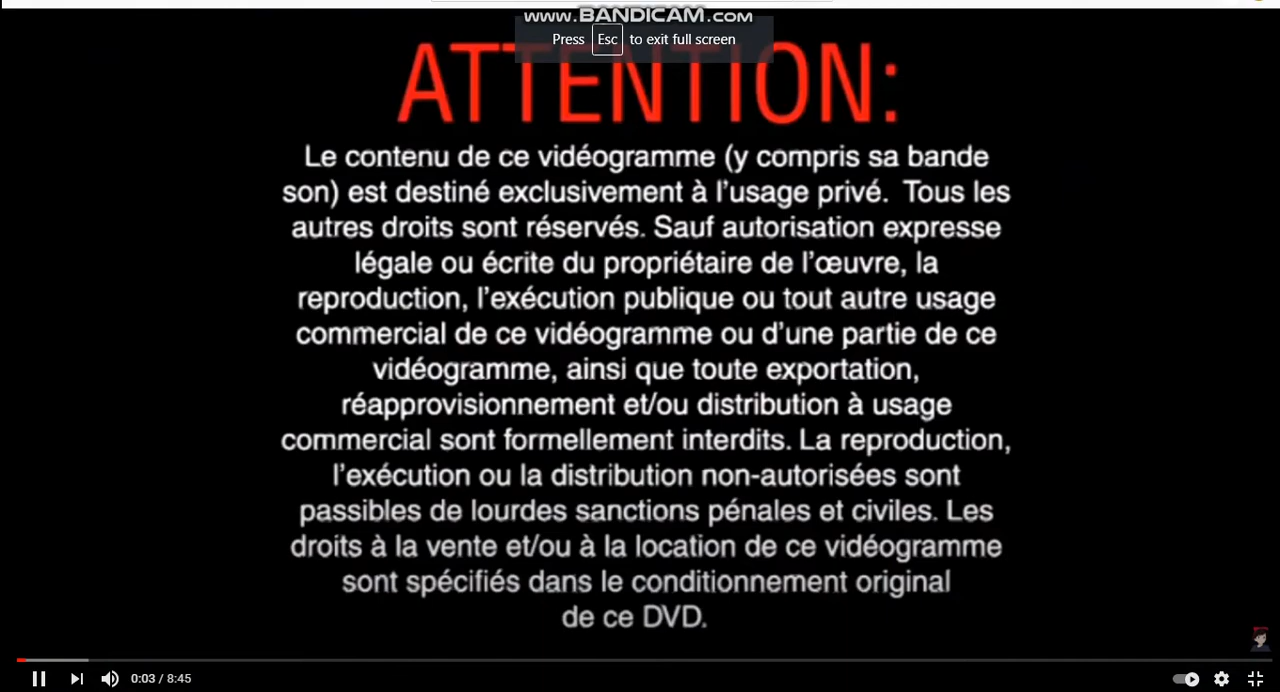 www.BANDICAM.com
Press Esc to exit full screen
ATTENTION:
Le contenu de ce vidéogramme (y compris sa bande
son) est destiné exclusivement à l'usage privé. Tous les
autres droits sont réservés. Sauf autorisation expresse
légale ou écrite du propriétaire de l'œuvre, la
reproduction, l'exécution publique ou tout autre usage
commercial de ce vidéogramme ou d'une partie de ce
vidéogramme, ainsi que toute exportation,
réapprovisionnement et/ou distribution à usage
commercial sont formellement interdits. La reproduction,
l'exécution ou la distribution non-autorisées sont
passibles de lourdes sanctions pénales et civiles. Les
droits à la vente et/ou à la location de ce vidéogramme
sont spécifiés dans le conditionnement original
de ce DVD.
0:03 / 8:45